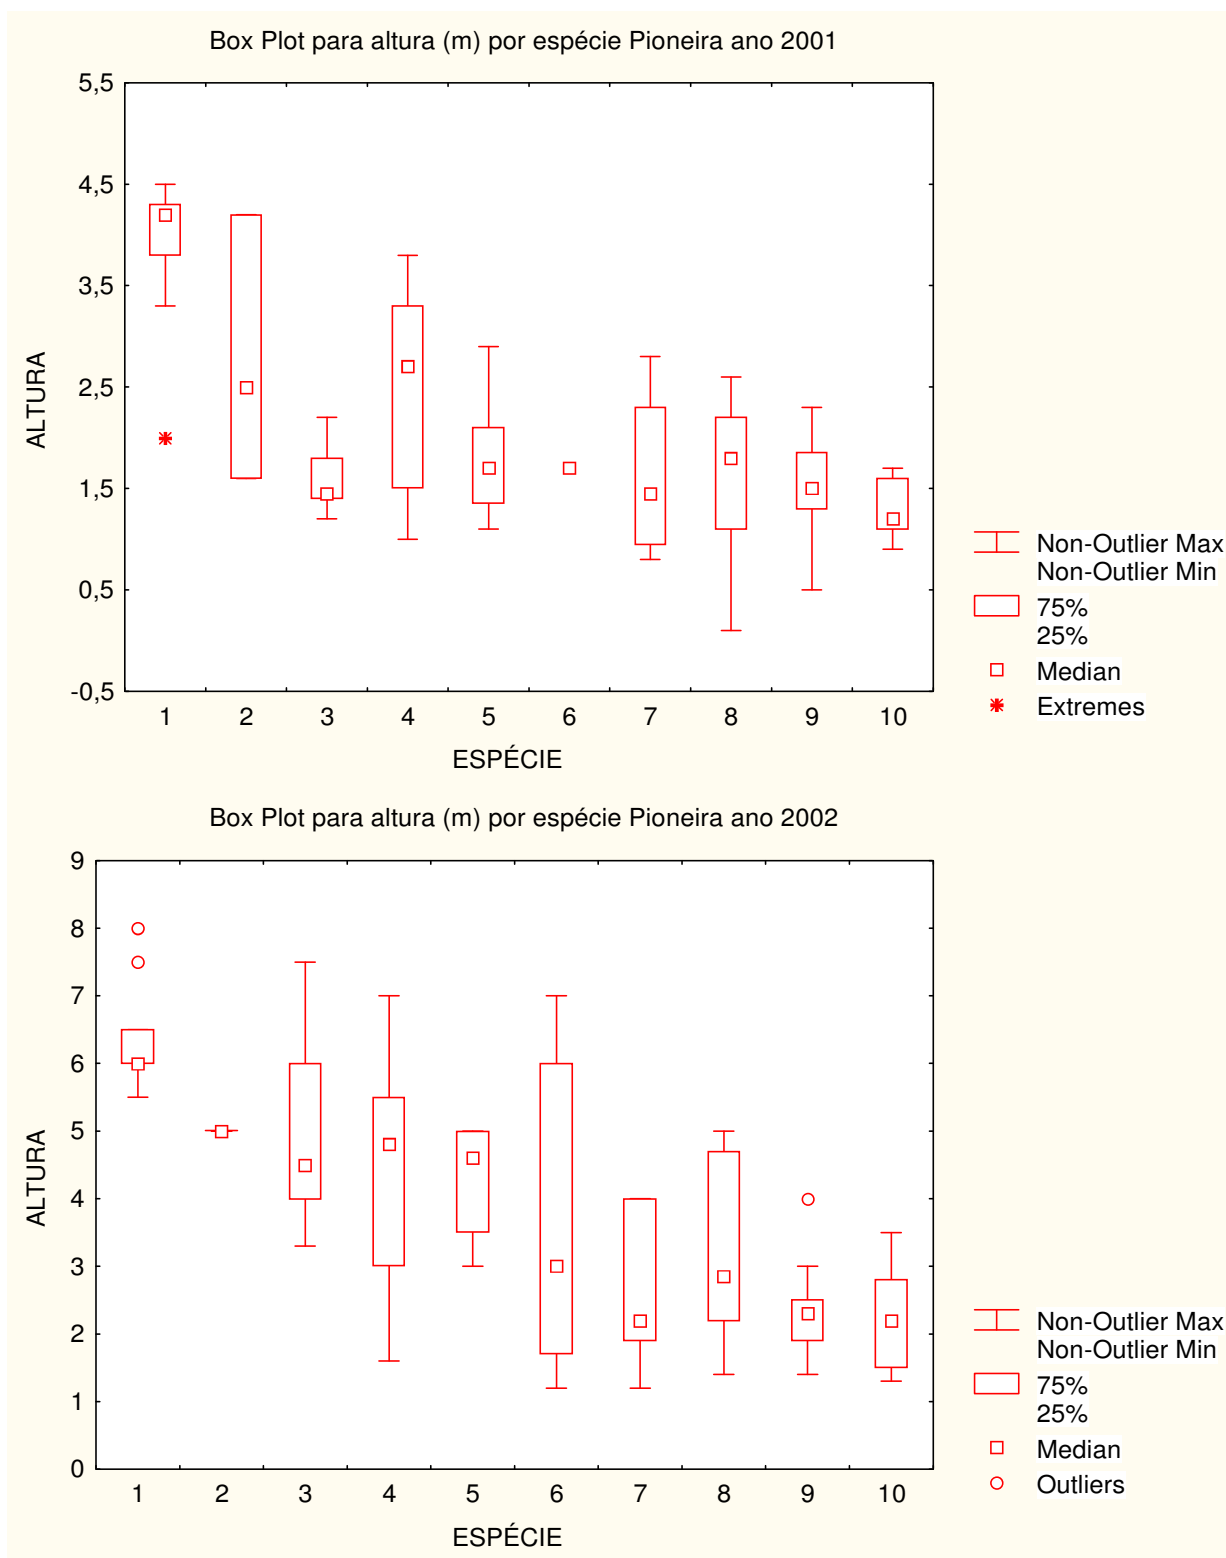 Box Plot para altura (m) por espécie Pioneira ano 2001
5,5
4,5
3,5
2,5
1,5
0,5
-0,5
ALTURA
1 2 3 4 5 6 7 8 9 10
ESPÉCIE
Non-Outlier Max
Non-Outlier Min
75%
25%
Median
Extremes
Box Plot para altura (m) por espécie Pioneira ano 2002
9
8
7
6
5
4
3
2
1
0
ALTURA
1 2 3 4 5 6 7 8 9 10
ESPÉCIE
Non-Outlier Max
Non-Outlier Min
75%
25%
Median
Outliers